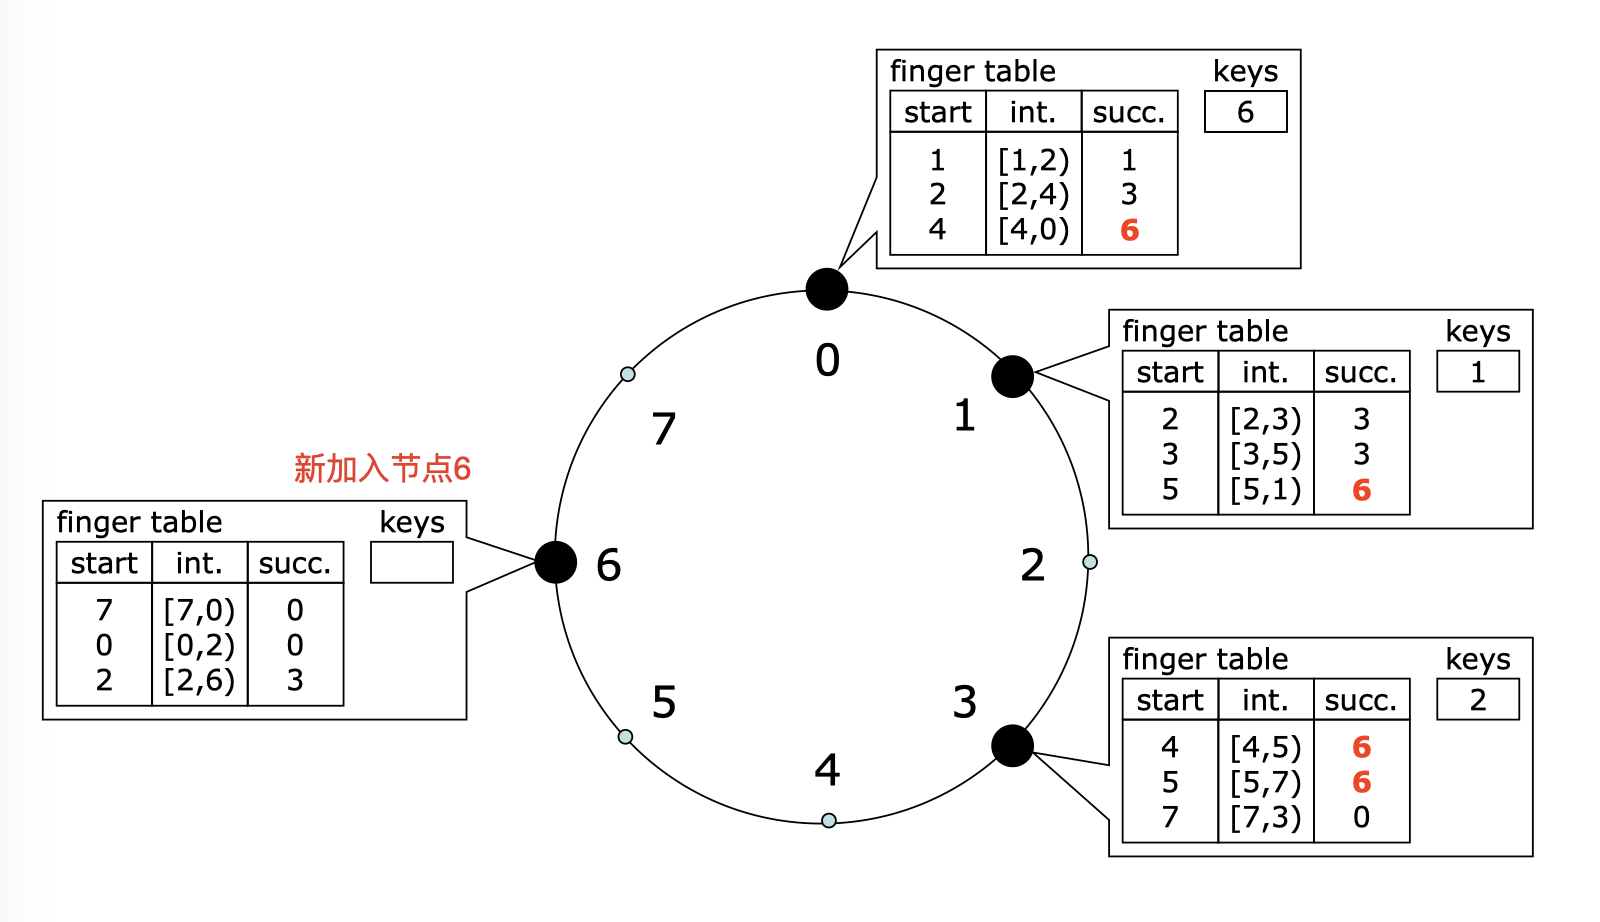 finger table keys
start int. succ. 6
1 [1,2) 1
2 [2,4) 3
4 [4,0) 6
finger table keys
start int. succ. 1
2 [2,3) 3
3 [3,5) 3
5 [5,1) 6
新加入节点6
finger table keys
start int. succ.
7 [7,0) 0
0 [0,2) 0
2 [2,6) 3
finger table keys
start int. succ. 2
4 [4,5) 6
5 [5,7) 6
7 [7,3) 0
0
1
2
3
4
5
6
7